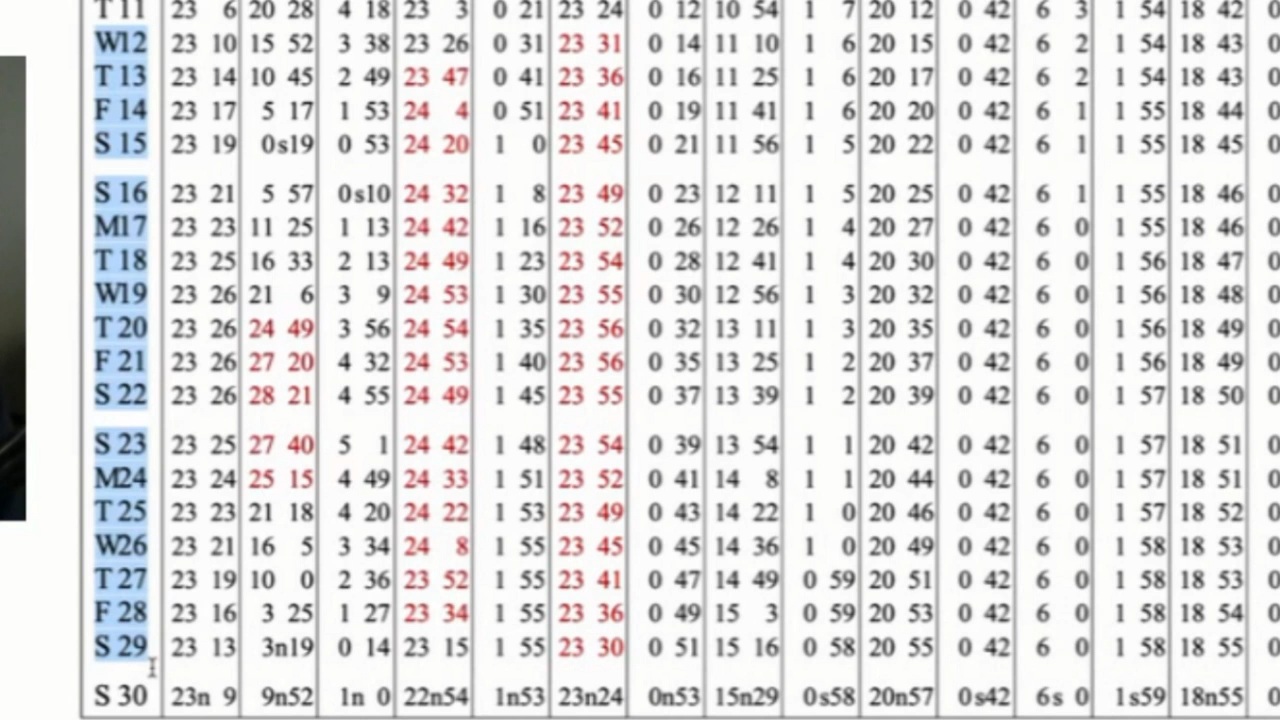 T 11 23 6 20 28 4 18 23 3 0 21 23 24 0 12 10 54 1 7 20 12 0 42 6 3 1 54 18 42 0
W12 23 10 15 52 3 38 23 26 0 31 23 31 0 14 11 10 1 6 20 15 0 42 6 2 1 54 18 43 0
T 13 23 14 10 45 2 49 23 47 0 41 23 36 0 16 11 25 1 6 20 17 0 42 6 2 1 54 18 43 0
F 14 23 17 5 17 1 53 24 4 0 51 23 41 0 19 11 41 1 6 20 20 0 42 6 1 1 55 18 44 0
S 15 23 19 0s19 0 53 24 20 1 0 23 45 0 21 11 56 1 5 20 22 0 42 6 1 1 55 18 45 0
S 16 23 21 5 57 0s10 24 32 1 8 23 49 0 23 12 11 1 5 20 25 0 42 6 1 1 55 18 46 0
M17 23 23 11 25 1 13 24 42 1 16 23 52 0 26 12 26 1 4 20 27 0 42 6 0 1 55 18 46 0
T 18 23 25 16 33 2 13 24 49 1 23 23 54 0 28 12 41 1 4 20 30 0 42 6 0 1 56 18 47 0
W19 23 26 21 6 3 9 24 53 1 30 23 55 0 30 12 56 1 3 20 32 0 42 6 0 1 56 18 48 0
T 20 23 26 24 49 3 56 24 54 1 35 23 56 0 32 13 11 1 3 20 35 0 42 6 0 1 56 18 49 0
F 21 23 26 27 20 4 32 24 53 1 40 23 56 0 35 13 25 1 2 20 37 0 42 6 0 1 56 18 49 0
S 22 23 26 28 21 4 55 24 49 1 45 23 55 0 37 13 39 1 2 20 39 0 42 6 0 1 57 18 50 0
S 23 23 25 27 40 5 1 24 42 1 48 23 54 0 39 13 54 1 1 20 42 0 42 6 0 1 57 18 51 0
M24 23 24 25 15 4 49 24 33 1 51 23 52 0 41 14 8 1 1 20 44 0 42 6 0 1 57 18 51 0
T 25 23 23 21 18 4 20 24 22 1 53 23 49 0 43 14 22 1 0 20 46 0 42 6 0 1 57 18 52 0
W26 23 21 16 5 3 34 24 8 1 55 23 45 0 45 14 36 1 0 20 49 0 42 6 0 1 58 18 53 0
T 27 23 19 10 0 2 36 23 52 1 55 23 41 0 47 14 49 0 59 20 51 0 42 6 0 1 58 18 53 0
F 28 23 16 3 25 1 27 23 34 1 55 23 36 0 49 15 3 0 59 20 53 0 42 6 0 1 58 18 54 0
S 29 23 13 3n19 0 14 23 15 1 55 23 30 0 51 15 16 0 58 20 55 0 42 6 0 1 58 18 55 0
S 30 23n 9 9n52 1n 0 22n54 1n53 23n24 0n53 15n29 0s58 20n57 0s42 6s 0 1s59 18n55 0